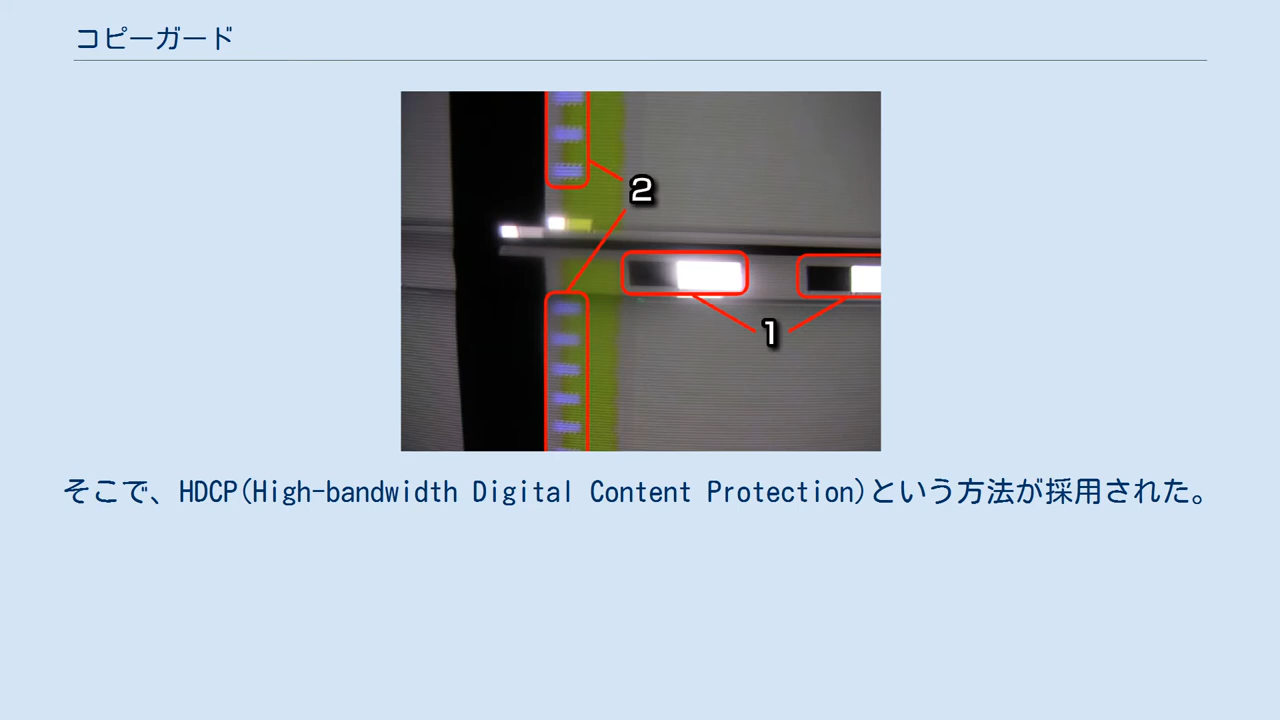 コピーガード
2
1
そこで、HDCP(High-bandwidth Digital Content Protection)という方法が採用された。